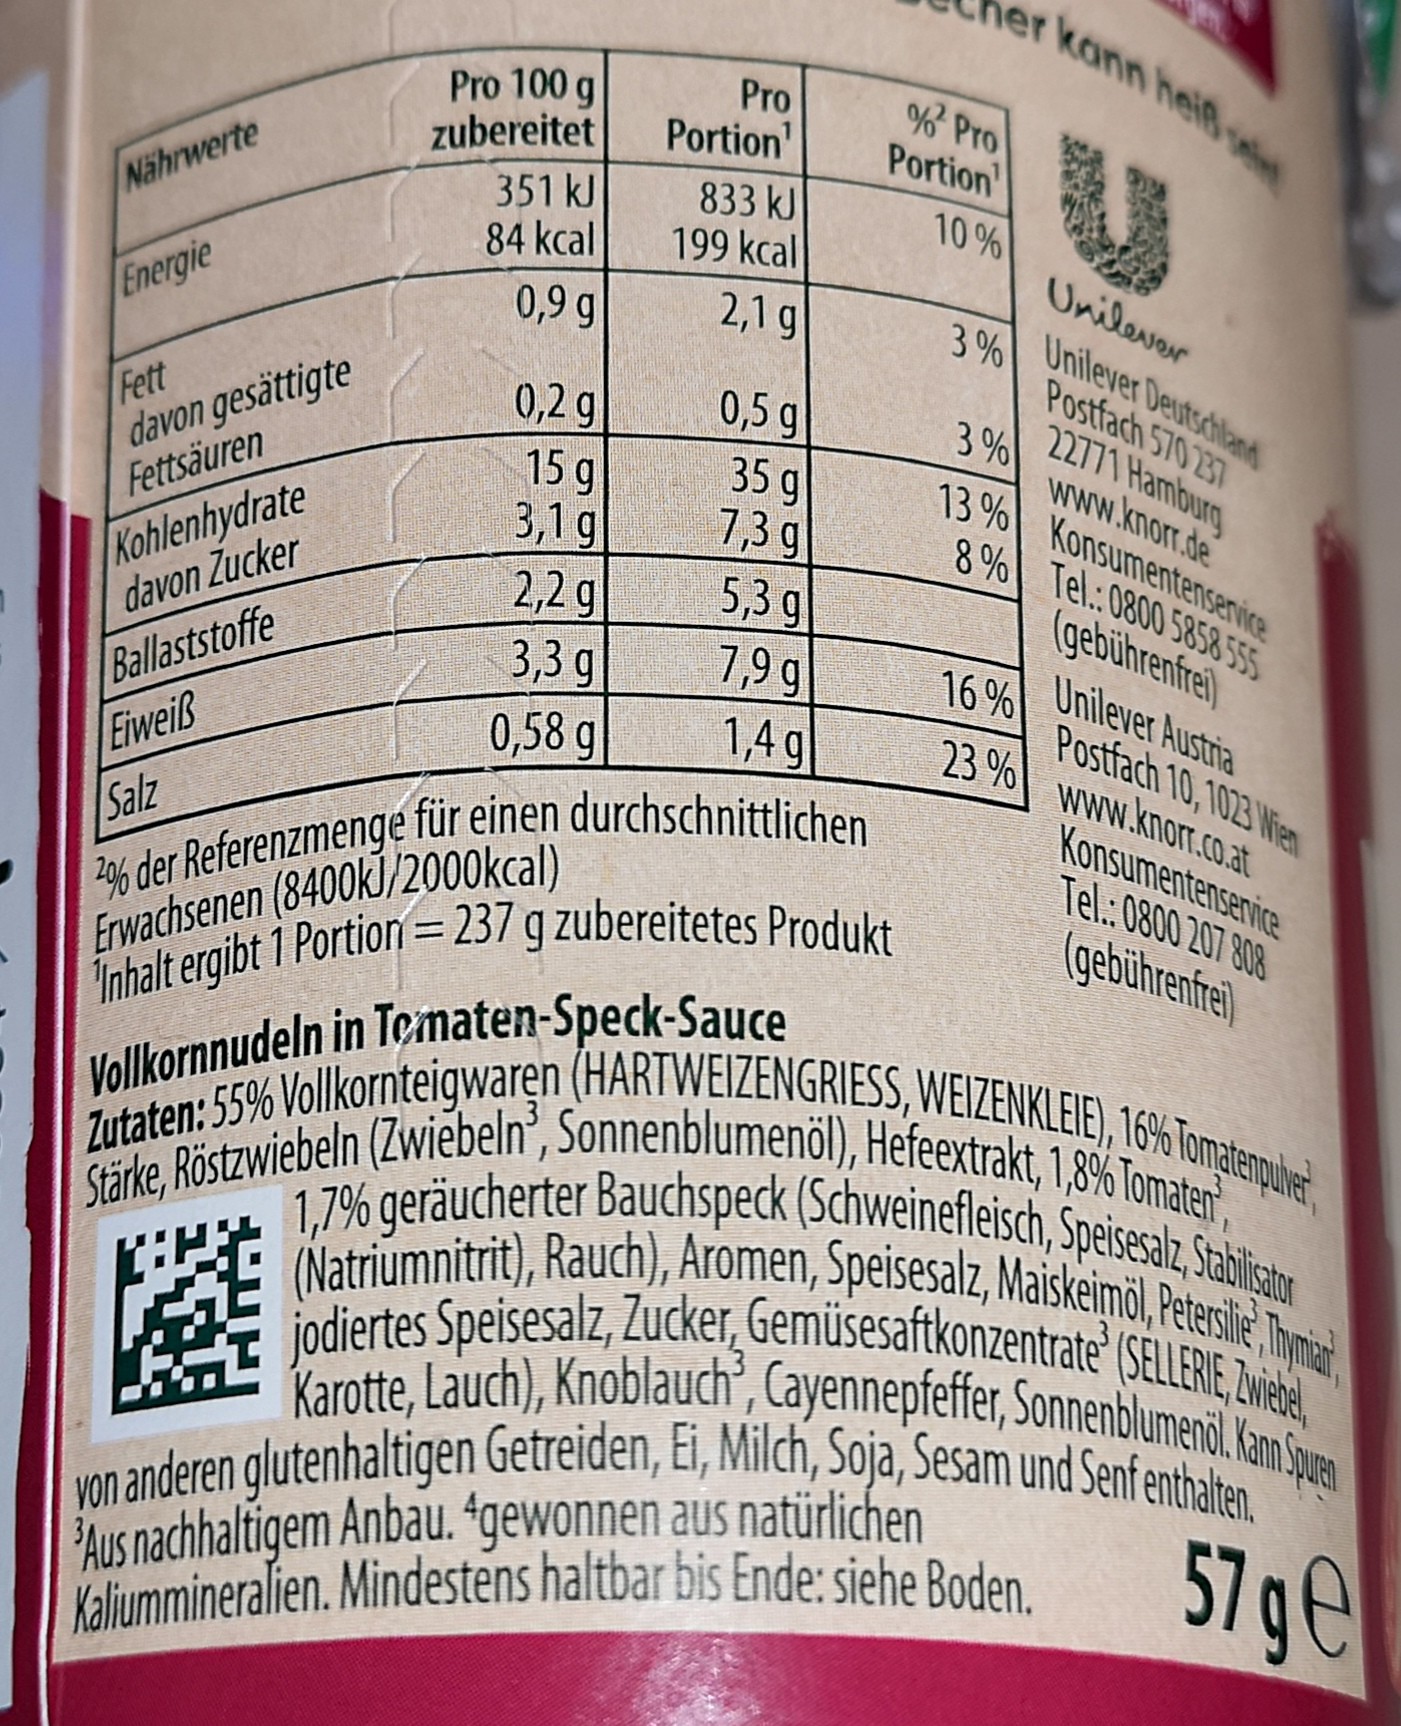 Becher kann heiß sein!
Nährwerte Pro 100 g zubereitet Pro Portion¹ %² Pro Portion¹
Energie 351 kJ 833 kJ 10 %
84 kcal 199 kcal
Fett 0,9 g 2,1 g 3 %
davon gesättigte
Fettsäuren 0,2 g 0,5 g 3 %
Kohlenhydrate 15 g 35 g 13 %
davon Zucker 3,1 g 7,3 g 8 %
Ballaststoffe 2,2 g 5,3 g
Eiweiß 3,3 g 7,9 g 16 %
Salz 0,58 g 1,4 g 23 %
²% der Referenzmenge für einen durchschnittlichen
Erwachsenen (8400kJ/2000kcal)
¹Inhalt ergibt 1 Portion = 237 g zubereitetes Produkt
Unilever
Unilever Deutschland
Postfach 570 237
22771 Hamburg
www.knorr.de
Konsumentenservice
Tel.: 0800 5858 555
(gebührenfrei)
Unilever Austria
Postfach 10, 1023 Wien
www.knorr.co.at
Konsumentenservice
Tel.: 0800 207 808
(gebührenfrei)
Vollkornnudeln in Tomaten-Speck-Sauce
Zutaten: 55% Vollkornteigwaren (HARTWEIZENGRIESS, WEIZENKLEIE), 16% Tomatenpulver³,
Stärke, Röstzwiebeln (Zwiebeln³, Sonnenblumenöl), Hefeextrakt, 1,8% Tomaten³,
1,7% geräucherter Bauchspeck (Schweinefleisch, Speisesalz, Stabilisator
(Natriumnitrit), Rauch), Aromen, Speisesalz, Maiskeimöl, Petersilie³, Thymian³,
jodiertes Speisesalz, Zucker, Gemüsesaftkonzentrate³ (SELLERIE, Zwiebel,
Karotte, Lauch), Knoblauch³, Cayennepfeffer, Sonnenblumenöl. Kann Spuren
von anderen glutenhaltigen Getreiden, Ei, Milch, Soja, Sesam und Senf enthalten.
³Aus nachhaltigem Anbau. ⁴gewonnen aus natürlichen
Kaliummineralien. Mindestens haltbar bis Ende: siehe Boden.
57 g e